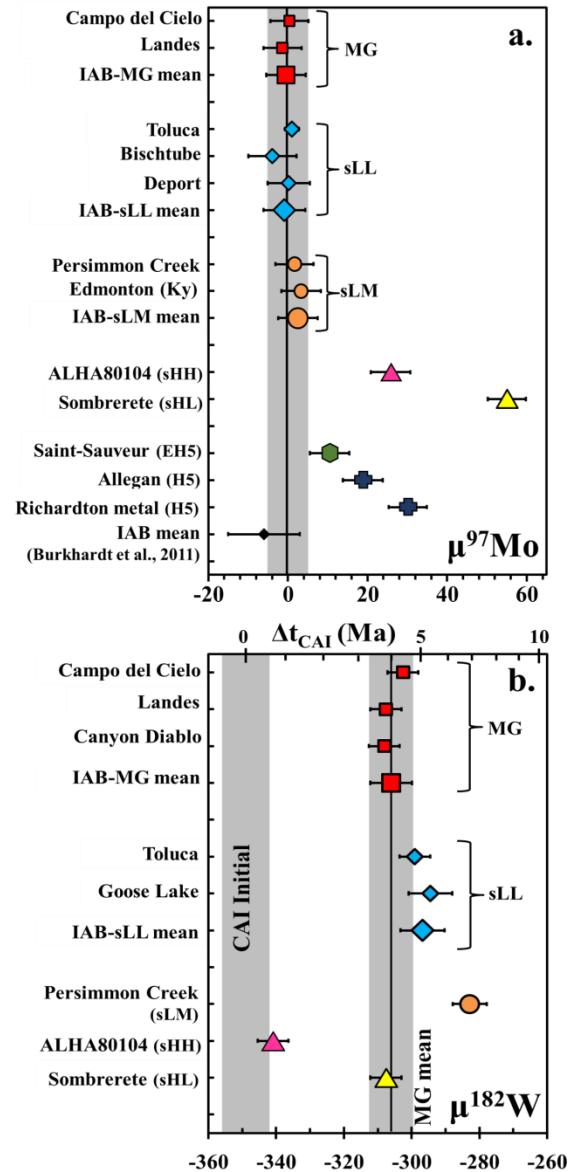 a.
Campo del Cielo
Landes
IAB-MG mean
MG
Toluca
Bischtube
Deport
IAB-sLL mean
sLL
Persimmon Creek
Edmonton (Ky)
IAB-sLM mean
sLM
ALHA80104 (sHH)
Sombrerete (sHL)
Saint-Sauveur (EH5)
Allegan (H5)
Richardton metal (H5)
IAB mean
(Burkhardt et al., 2011)
μ⁹⁷Mo
-20 0 20 40 60
Δt_CAI (Ma)
0 5 10
b.
Campo del Cielo
Landes
Canyon Diablo
IAB-MG mean
MG
Toluca
Goose Lake
IAB-sLL mean
sLL
CAI Initial
Persimmon Creek
(sLM)
ALHA80104 (sHH)
Sombrerete (sHL)
MG mean
μ¹⁸²W
-360 -340 -320 -300 -280 -260